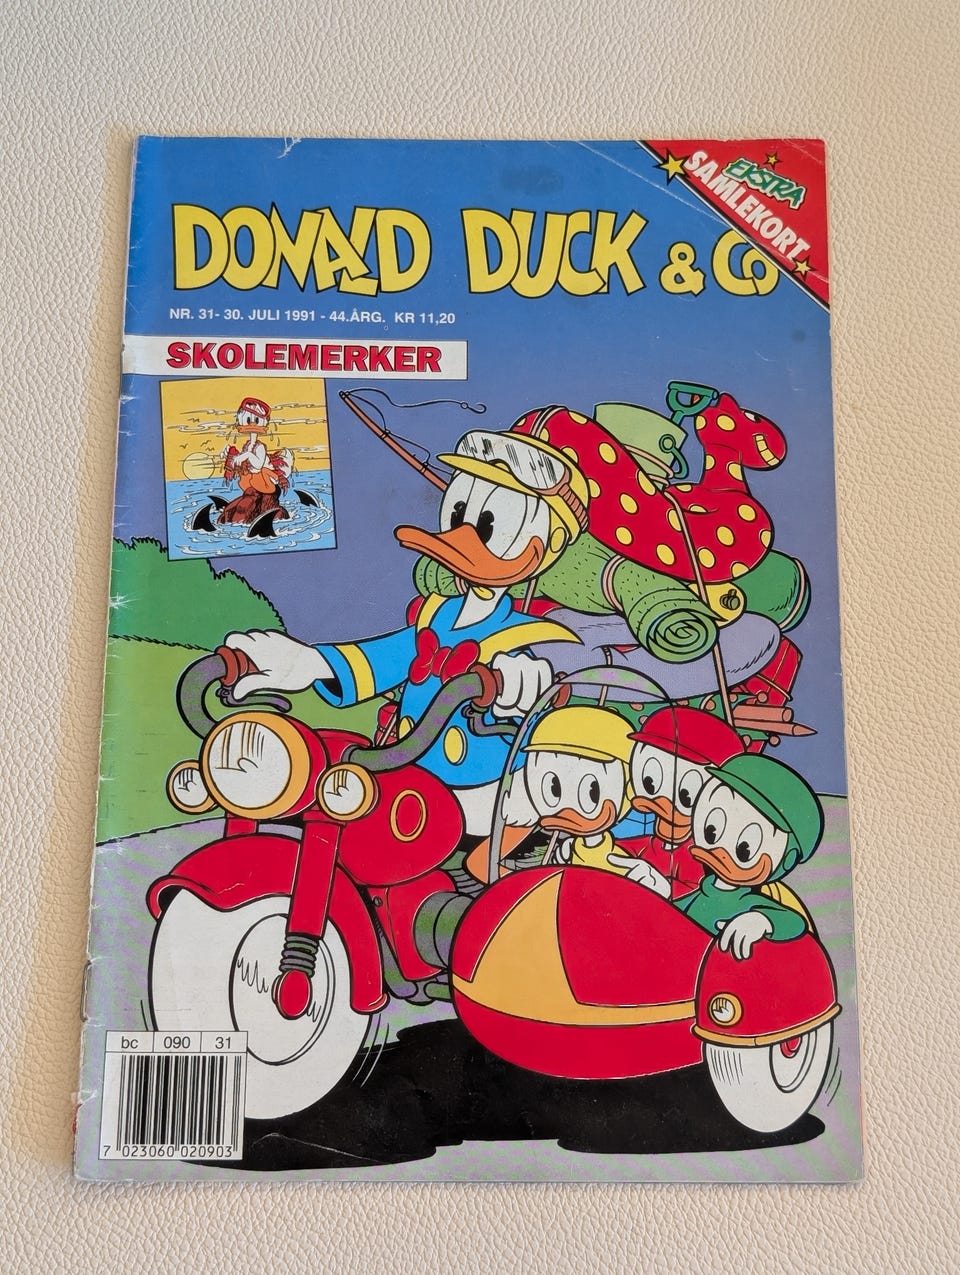 EKSTRA
SAMLEKORT
DONALD DUCK & Co
NR. 31- 30. JULI 1991 - 44.ÅRG. KR 11,20
SKOLEMERKER
bc 090 31
7 023060 020903